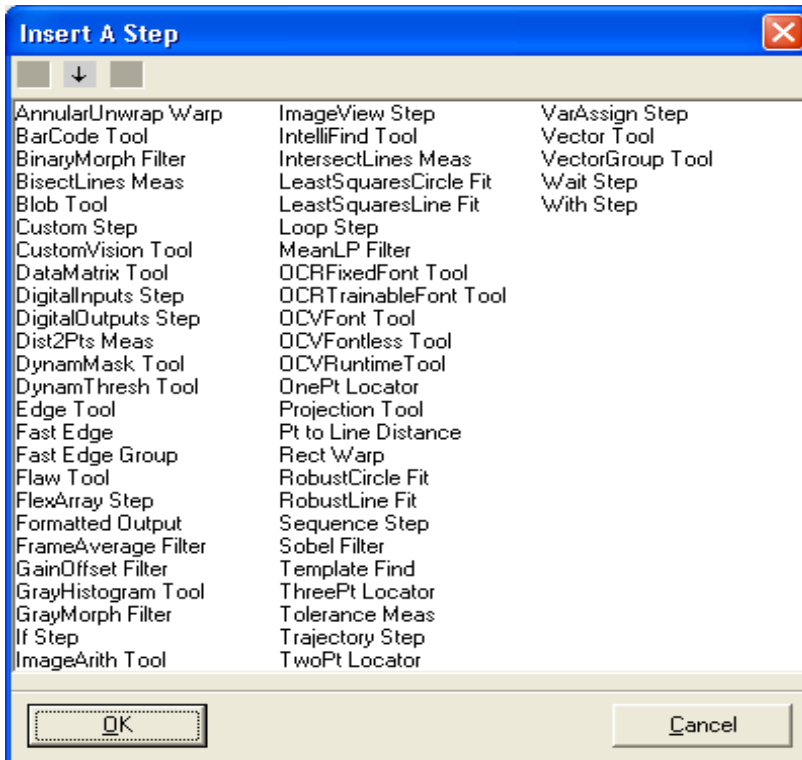 Insert A Step
AnnularUnwrap Warp
BarCode Tool
BinaryMorph Filter
BisectLines Meas
Blob Tool
Custom Step
CustomVision Tool
DataMatrix Tool
DigitalInputs Step
DigitalOutputs Step
Dist2Pts Meas
DynamMask Tool
DynamThresh Tool
Edge Tool
Fast Edge
Fast Edge Group
Flaw Tool
FlexArray Step
Formatted Output
FrameAverage Filter
GainOffset Filter
GrayHistogram Tool
GrayMorph Filter
If Step
ImageArith Tool
ImageView Step
IntelliFind Tool
IntersectLines Meas
LeastSquaresCircle Fit
LeastSquaresLine Fit
Loop Step
MeanLP Filter
OCRFixedFont Tool
OCRTrainableFont Tool
OCVFont Tool
OCVFontless Tool
OCVRuntimeTool
OnePt Locator
Projection Tool
Pt to Line Distance
Rect Warp
RobustCircle Fit
RobustLine Fit
Sequence Step
Sobel Filter
Template Find
ThreePt Locator
Tolerance Meas
Trajectory Step
TwoPt Locator
VarAssign Step
Vector Tool
VectorGroup Tool
Wait Step
With Step
OK
Cancel